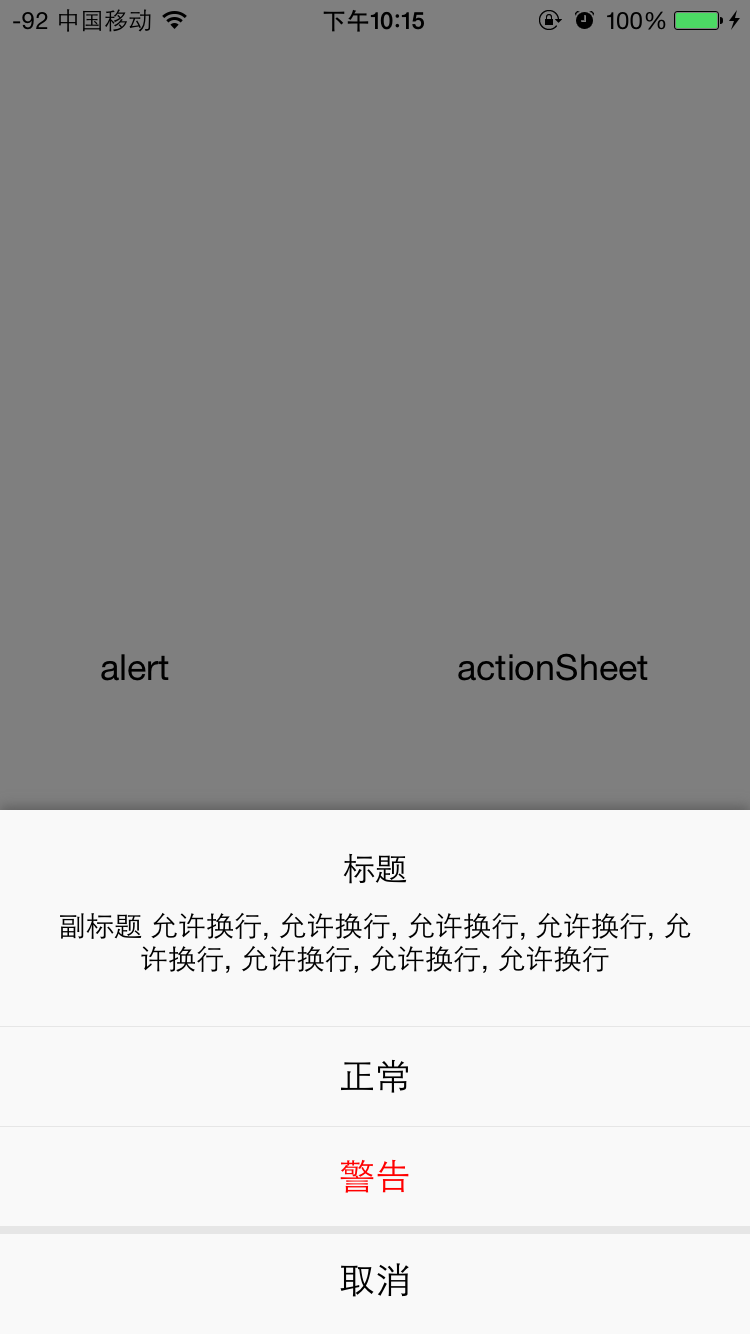 -92 中国移动 下午10:15 100%
alert actionSheet
标题
副标题 允许换行, 允许换行, 允许换行, 允许换行, 允
许换行, 允许换行, 允许换行, 允许换行
正常
警告
取消